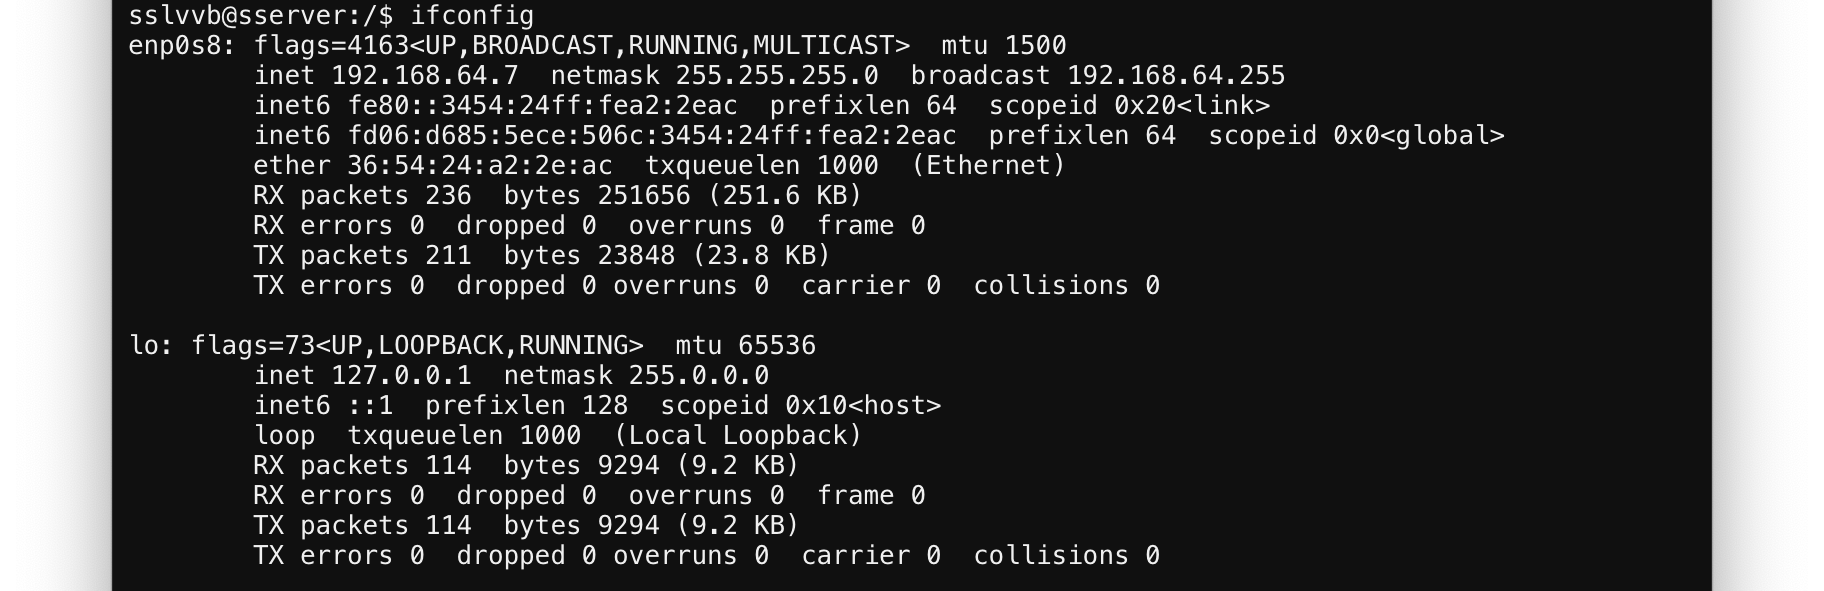 sslvvb@sserver:/$ ifconfig
enp0s8: flags=4163<UP,BROADCAST,RUNNING,MULTICAST>  mtu 1500
        inet 192.168.64.7  netmask 255.255.255.0  broadcast 192.168.64.255
        inet6 fe80::3454:24ff:fea2:2eac  prefixlen 64  scopeid 0x20<link>
        inet6 fd06:d685:5ece:506c:3454:24ff:fea2:2eac  prefixlen 64  scopeid 0x0<global>
        ether 36:54:24:a2:2e:ac  txqueuelen 1000  (Ethernet)
        RX packets 236  bytes 251656 (251.6 KB)
        RX errors 0  dropped 0  overruns 0  frame 0
        TX packets 211  bytes 23848 (23.8 KB)
        TX errors 0  dropped 0 overruns 0  carrier 0  collisions 0

lo: flags=73<UP,LOOPBACK,RUNNING>  mtu 65536
        inet 127.0.0.1  netmask 255.0.0.0
        inet6 ::1  prefixlen 128  scopeid 0x10<host>
        loop  txqueuelen 1000  (Local Loopback)
        RX packets 114  bytes 9294 (9.2 KB)
        RX errors 0  dropped 0  overruns 0  frame 0
        TX packets 114  bytes 9294 (9.2 KB)
        TX errors 0  dropped 0 overruns 0  carrier 0  collisions 0